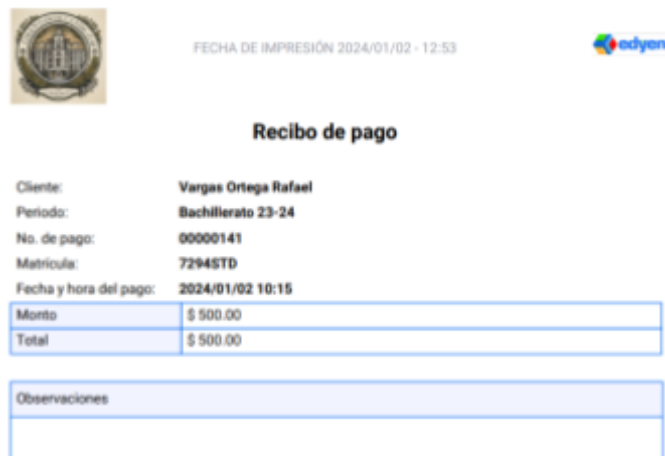 FECHA DE IMPRESIÓN 2024/01/02 - 12:53
edyen
Recibo de pago
Cliente: Vargas Ortega Rafael
Periodo: Bachillerato 23-24
No. de pago: 00000141
Matricula: 7294STD
Fecha y hora del pago: 2024/01/02 10:15
Monto $ 500.00
Total $ 500.00
Observaciones